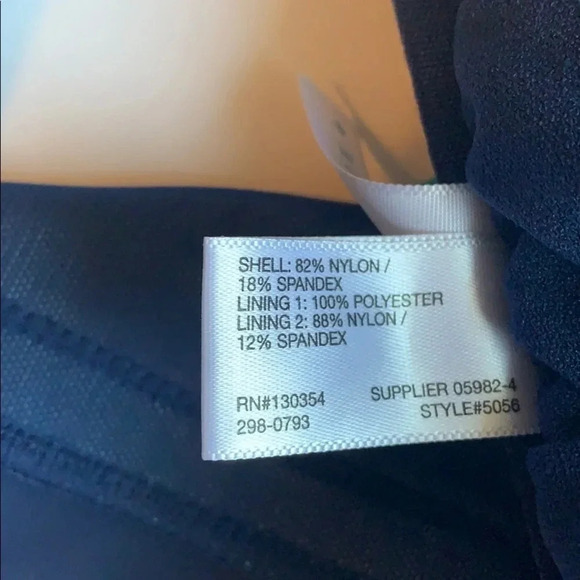 SHELL: 82% NYLON /
18% SPANDEX
LINING 1: 100% POLYESTER
LINING 2: 88% NYLON /
12% SPANDEX
RN#130354 SUPPLIER 05982-4
298-0793 STYLE#5056